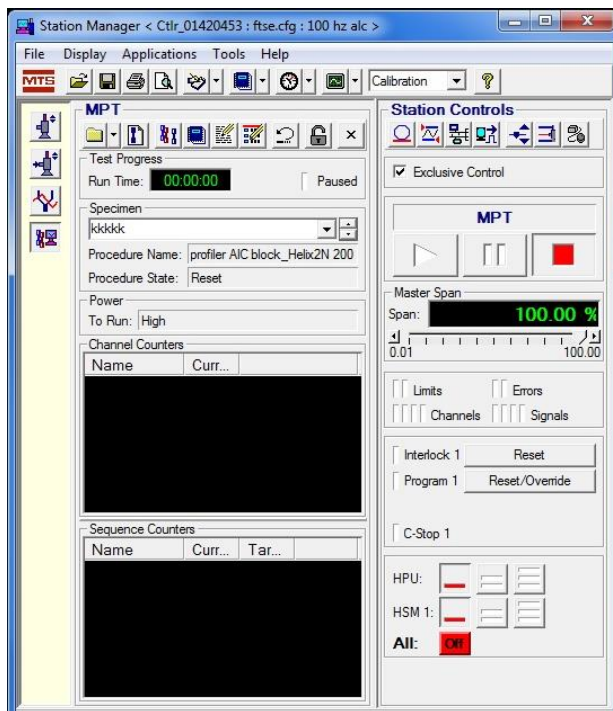 Station Manager < Ctlr_01420453 : ftse.cfg : 100 hz alc >
File Display Applications Tools Help
MTS
Calibration
MPT
Test Progress
Run Time: 00:00:00 Paused
Specimen
kkkkk
Procedure Name: profiler AIC block_Helix2N 200
Procedure State: Reset
Power
To Run: High
Channel Counters
Name Curr...
Sequence Counters
Name Curr... Tar...
Station Controls
Exclusive Control
MPT
Master Span
Span: 100.00 %
0.01 100.00
Limits Errors
Channels Signals
Interlock 1 Reset
Program 1 Reset/Override
C-Stop 1
HPU:
HSM 1:
All: Off